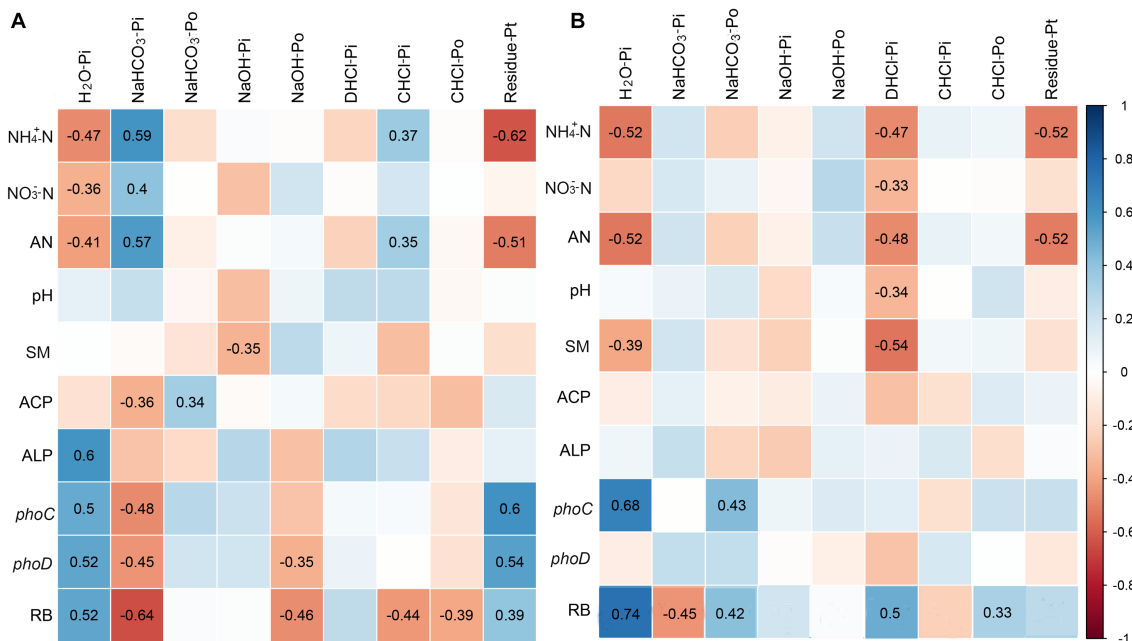 A
H₂O-Pi NaHCO₃-Pi NaHCO₃-Po NaOH-Pi NaOH-Po DHCl-Pi CHCl-Pi CHCl-Po Residue-Pt
NH₄⁺-N -0.47 0.59 0.37 -0.62
NO₃⁻-N -0.36 0.4
AN -0.41 0.57 0.35 -0.51
pH
SM -0.35
ACP -0.36 0.34
ALP 0.6
phoC 0.5 -0.48 0.6
phoD 0.52 -0.45 -0.35 0.54
RB 0.52 -0.64 -0.46 -0.44 -0.39 0.39
B
H₂O-Pi NaHCO₃-Pi NaHCO₃-Po NaOH-Pi NaOH-Po DHCl-Pi CHCl-Pi CHCl-Po Residue-Pt
NH₄⁺-N -0.52 -0.47 -0.52
NO₃⁻-N -0.33
AN -0.52 -0.48 -0.52
pH -0.34
SM -0.39 -0.54
ACP
ALP
phoC 0.68 0.43
phoD
RB 0.74 -0.45 0.42 0.5 0.33
1
0.8
0.6
0.4
0.2
0
-0.2
-0.4
-0.6
-0.8
-1